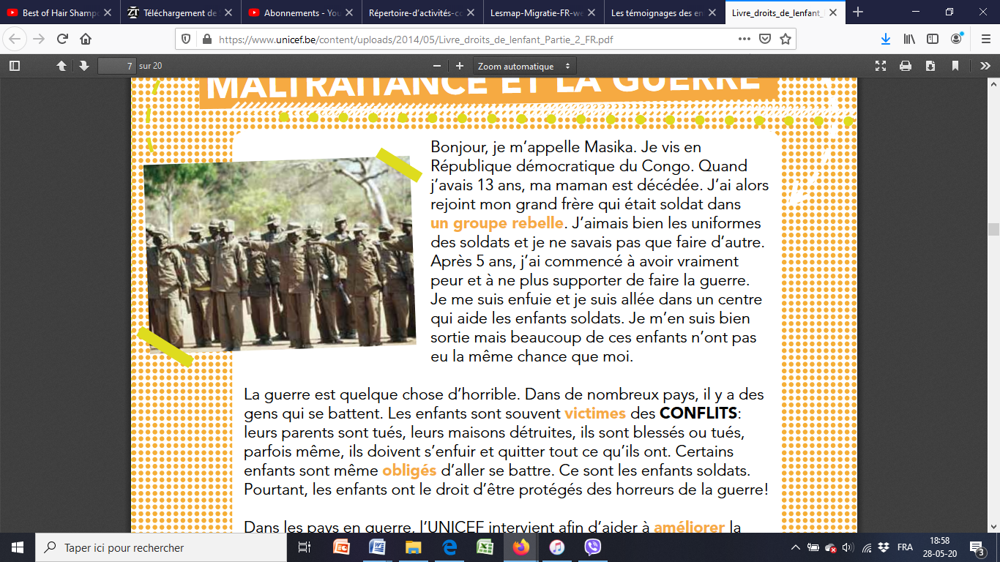 Best of Hair Shampo
Téléchargement de
Abonnements - You
Répertoire-d'activités-co
Lesmap-Migratie-FR-we
Les témoignages des en
Livre_droits_de_lenfant_
https://www.unicef.be/content/uploads/2014/05/Livre_droits_de_lenfant_Partie_2_FR.pdf
7 sur 20
Zoom automatique
MALTRAITANCE ET LA GUERRE
Bonjour, je m'appelle Masika. Je vis en
République démocratique du Congo. Quand
j'avais 13 ans, ma maman est décédée. J'ai alors
rejoint mon grand frère qui était soldat dans
un groupe rebelle. J'aimais bien les uniformes
des soldats et je ne savais pas que faire d'autre.
Après 5 ans, j'ai commencé à avoir vraiment
peur et à ne plus supporter de faire la guerre.
Je me suis enfuie et je suis allée dans un centre
qui aide les enfants soldats. Je m'en suis bien
sortie mais beaucoup de ces enfants n'ont pas
eu la même chance que moi.
La guerre est quelque chose d'horrible. Dans de nombreux pays, il y a des
gens qui se battent. Les enfants sont souvent victimes des CONFLITS:
leurs parents sont tués, leurs maisons détruites, ils sont blessés ou tués,
parfois même, ils doivent s'enfuir et quitter tout ce qu'ils ont. Certains
enfants sont même obligés d'aller se battre. Ce sont les enfants soldats.
Pourtant, les enfants ont le droit d'être protégés des horreurs de la guerre!
Dans les pays en guerre, l'UNICEF intervient afin d'aider à améliorer la
Taper ici pour rechercher
FRA
18:58
28-05-20
3